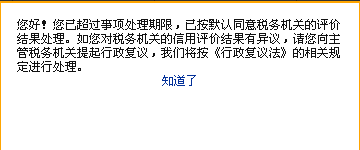 您好！您已超过事项处理期限，已按默认同意税务机关的评价
结果处理。如您对税务机关的信用评价结果有异议，请您向主
管税务机关提起行政复议，我们将按《行政复议法》的相关规
定进行处理。
知道了